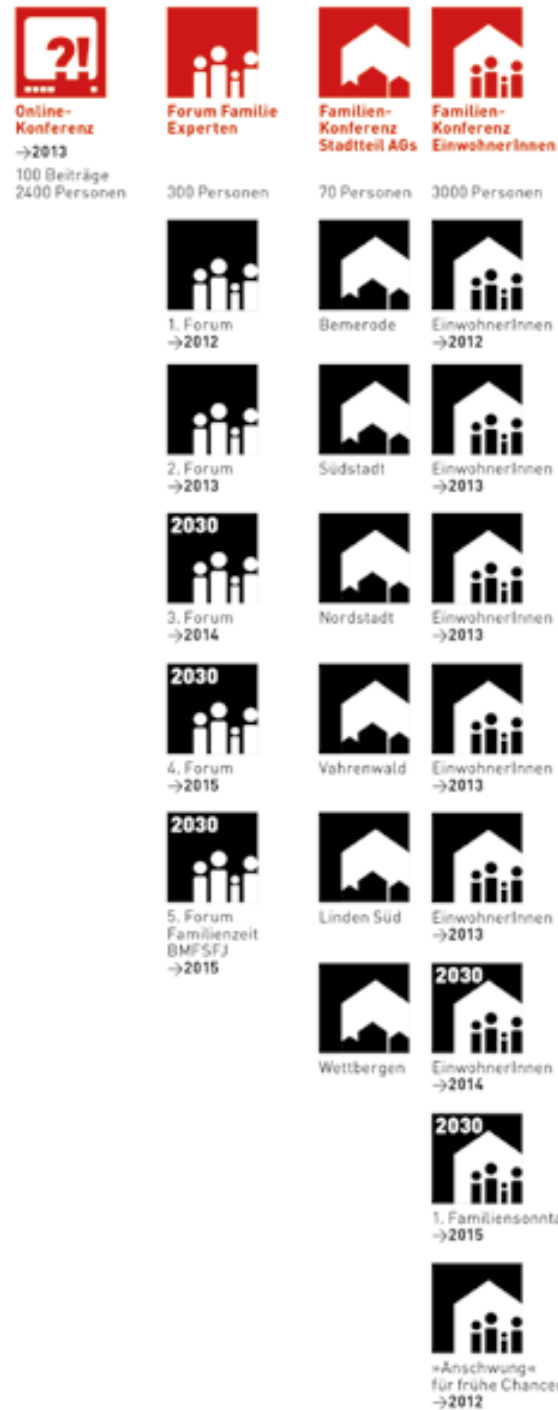 ?!
Online-
Konferenz
→2013
100 Beiträge
2400 Personen
Forum Familie
Experten
300 Personen
Familien-
Konferenz
Stadtteil AGs
70 Personen
Familien-
Konferenz
EinwohnerInnen
3000 Personen
1. Forum
→2012
Bemerode
EinwohnerInnen
→2012
2. Forum
→2013
Südstadt
EinwohnerInnen
→2013
2030
3. Forum
→2014
Nordstadt
EinwohnerInnen
→2013
2030
4. Forum
→2015
Vahrenwald
EinwohnerInnen
→2013
2030
5. Forum
Familienzeit
BMFSFJ
→2015
Linden Süd
EinwohnerInnen
→2013
Wettbergen
2030
EinwohnerInnen
→2014
2030
1. Familiensonnta
→2015
»Anschwung«
für frühe Chancen
→2012